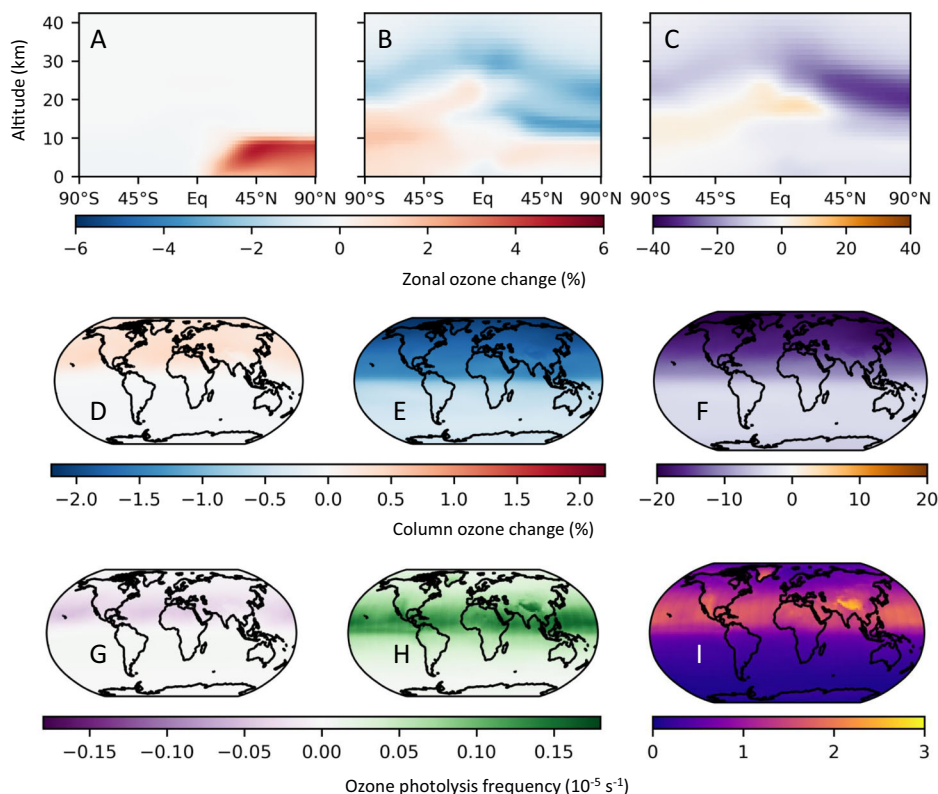 A B C
Altitude (km)
40
30
20
10
0
90°S 45°S Eq 45°N 90°N 90°S 45°S Eq 45°N 90°N 90°S 45°S Eq 45°N 90°N
−6 −4 −2 0 2 4 6 −40 −20 0 20 40
Zonal ozone change (%)
D E F
−2.0 −1.5 −1.0 −0.5 0.0 0.5 1.0 1.5 2.0 −20 −10 0 10 20
Column ozone change (%)
G H I
−0.15 −0.10 −0.05 0.00 0.05 0.10 0.15 0 1 2 3
Ozone photolysis frequency (10⁻⁵ s⁻¹)